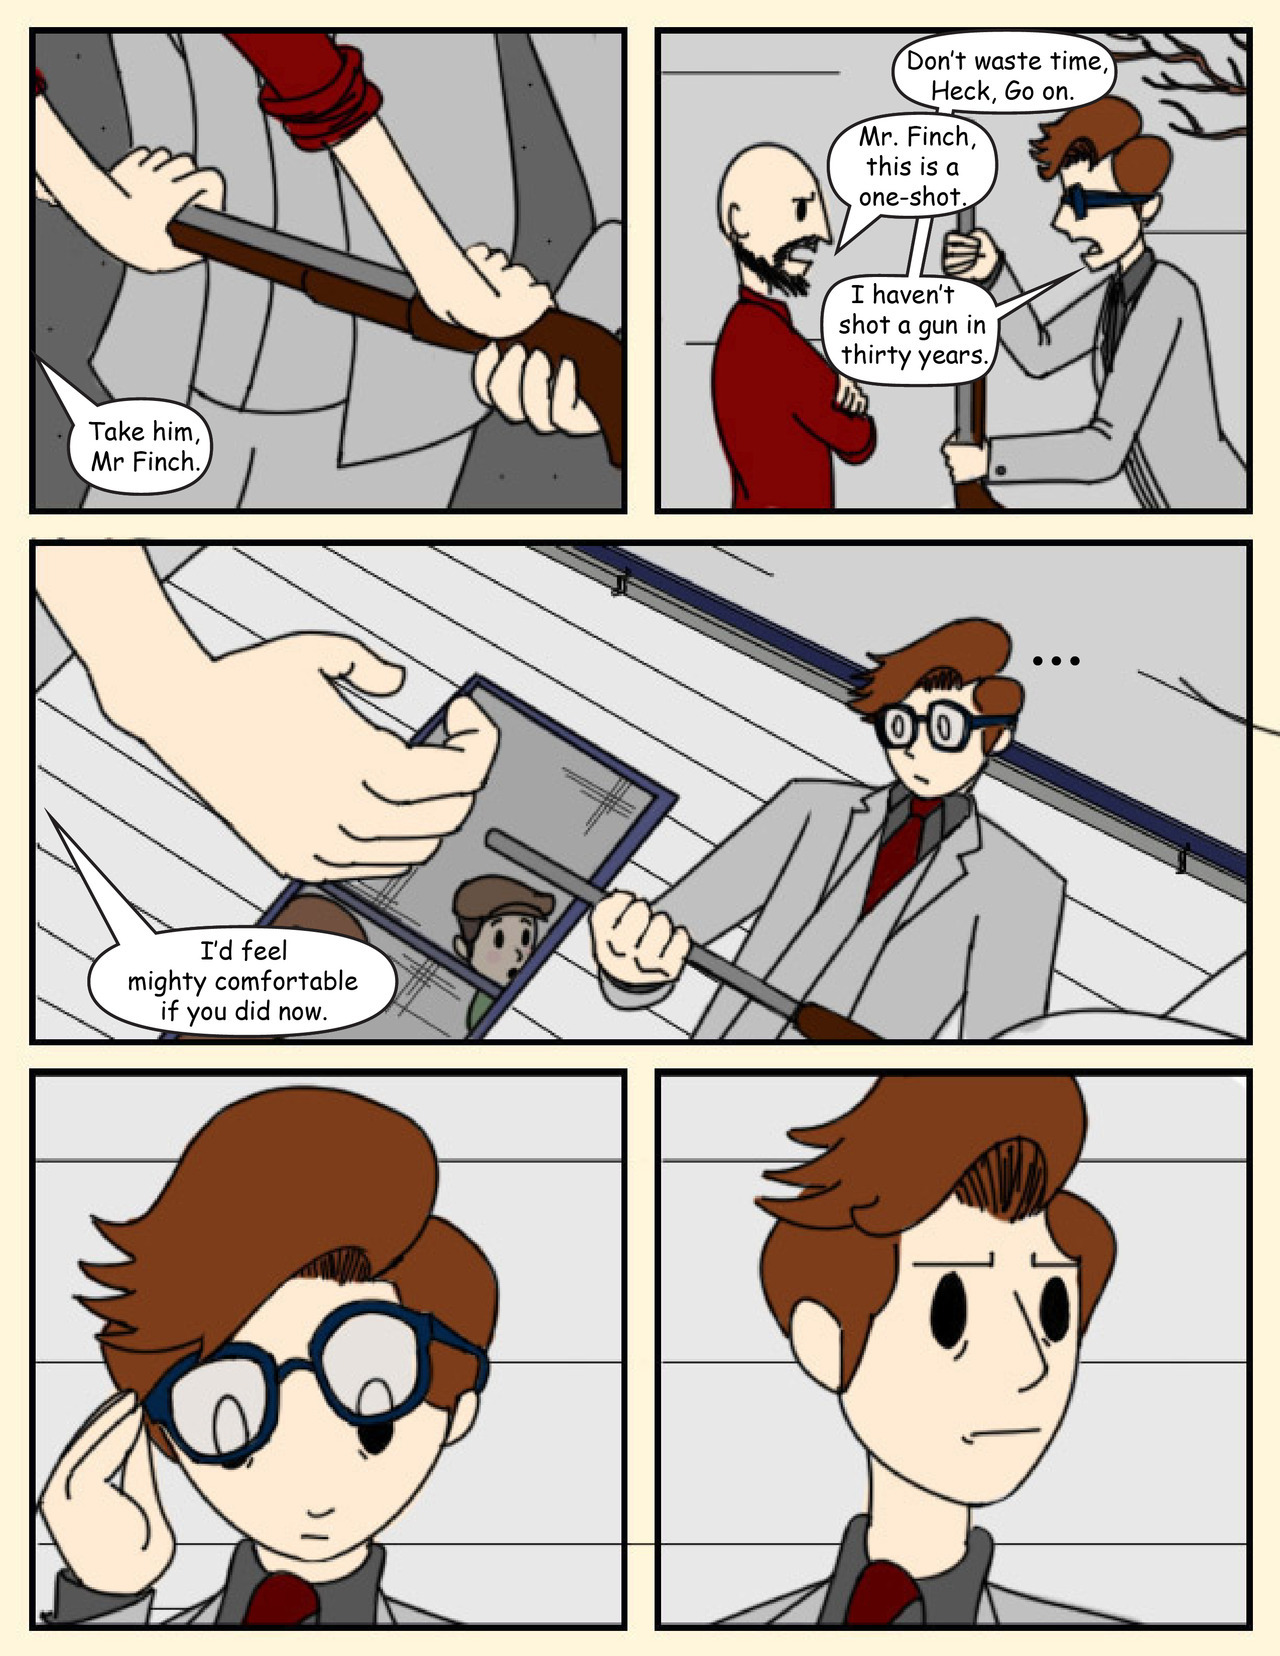 Take him,
Mr Finch.
Don't waste time,
Heck, Go on.
Mr. Finch,
this is a
one-shot.
I haven't
shot a gun in
thirty years.
...
I'd feel
mighty comfortable
if you did now.